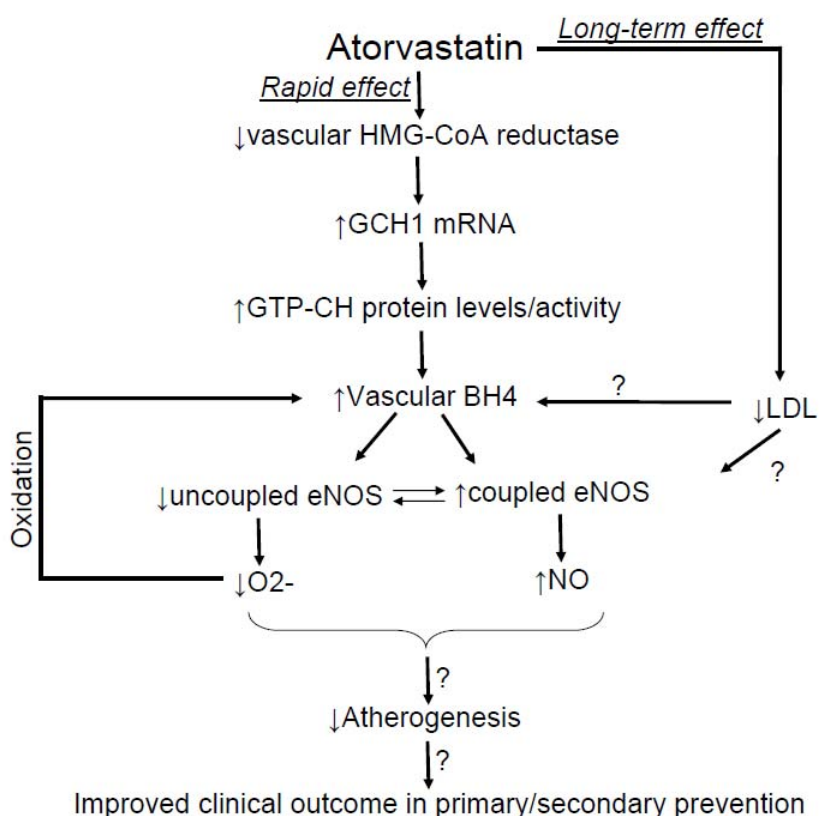 Long-term effect
Atorvastatin
Rapid effect
↓vascular HMG-CoA reductase
↑GCH1 mRNA
↑GTP-CH protein levels/activity
?
↑Vascular BH4
↓LDL
?
Oxidation
↓uncoupled eNOS
↑coupled eNOS
↓O2-
↑NO
?
↓Atherogenesis
?
Improved clinical outcome in primary/secondary prevention